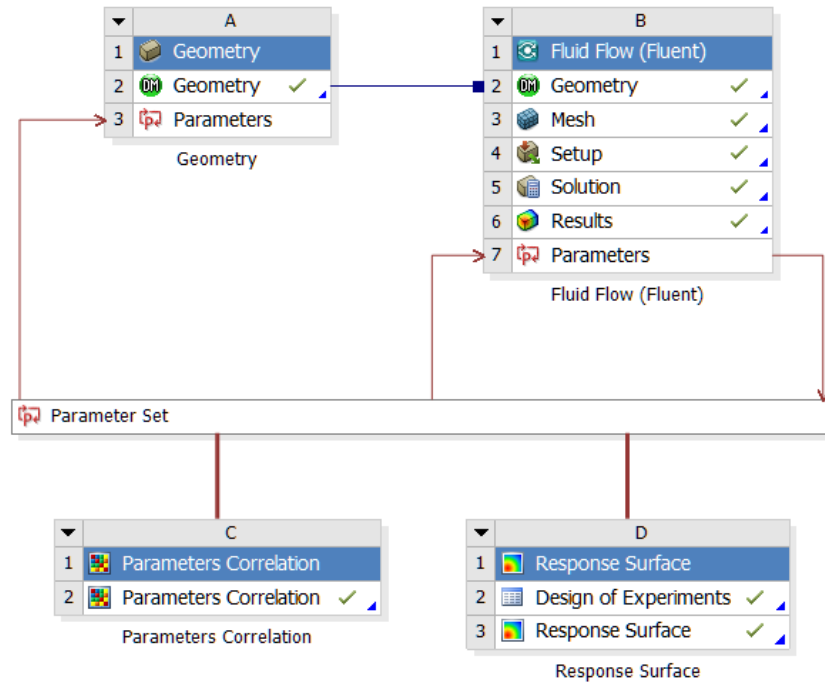 A
1 Geometry
2 DM Geometry
3 Parameters
Geometry
B
1 Fluid Flow (Fluent)
2 DM Geometry
3 Mesh
4 Setup
5 Solution
6 Results
7 Parameters
Fluid Flow (Fluent)
Parameter Set
C
1 Parameters Correlation
2 Parameters Correlation
Parameters Correlation
D
1 Response Surface
2 Design of Experiments
3 Response Surface
Response Surface